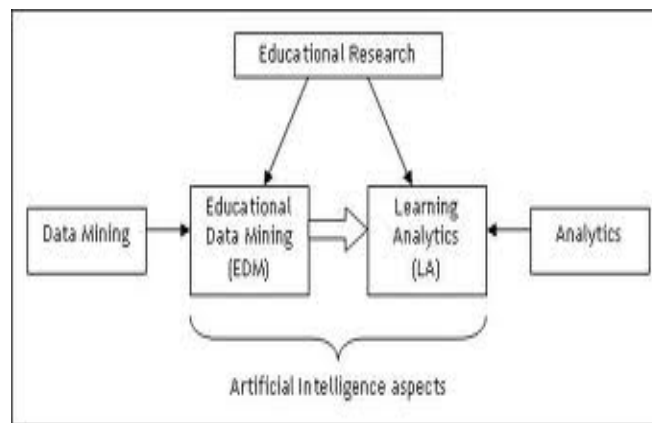 Educational Research
Data Mining
Educational
Data Mining
(EDM)
Learning
Analytics
(LA)
Analytics
Artificial Intelligence aspects